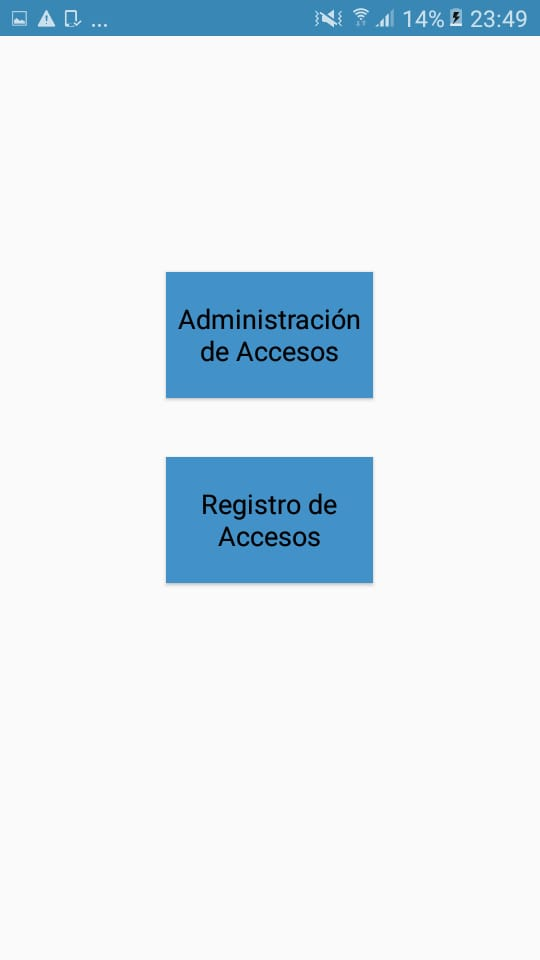 ... 14% 23:49
Administración
de Accesos
Registro de
Accesos